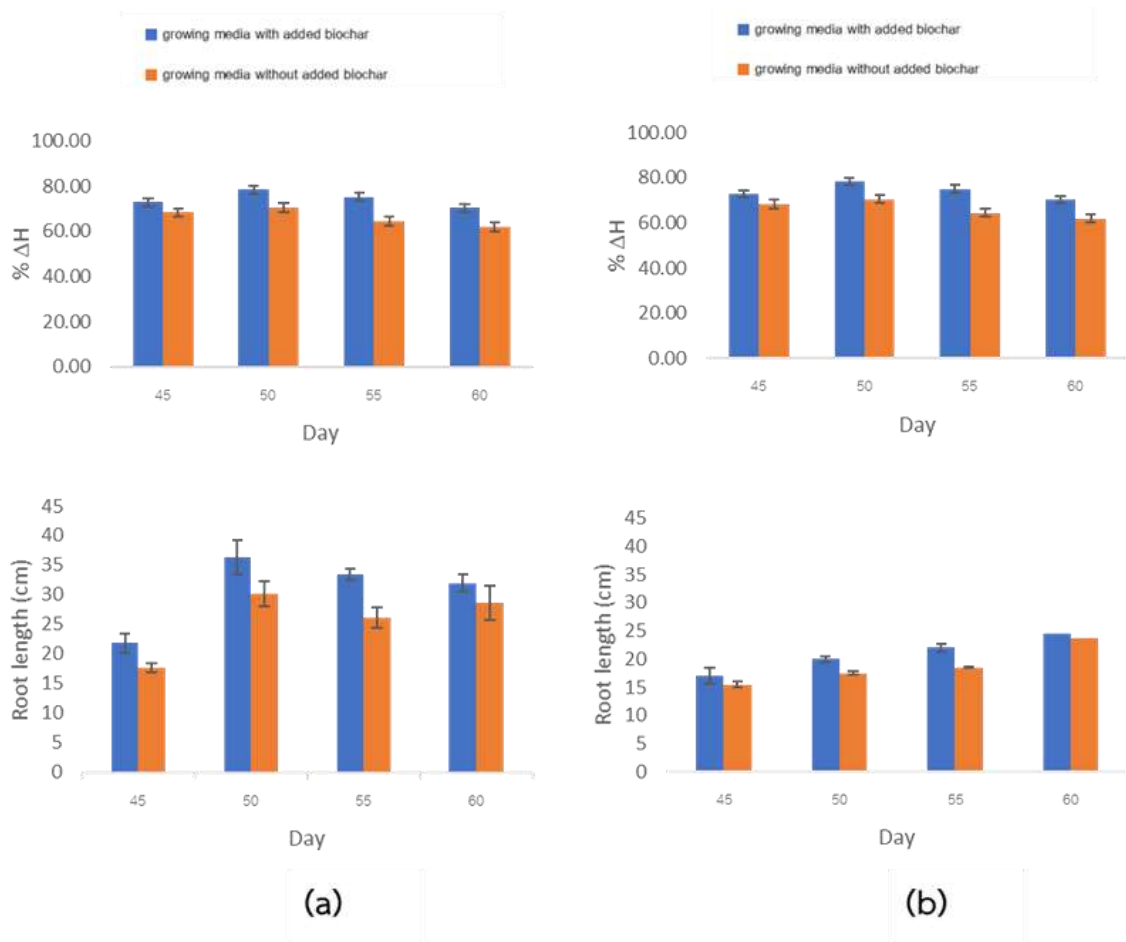 growing media with added biochar
growing media without added biochar
100.00
80.00
60.00
40.00
20.00
0.00
% ΔH
45 50 55 60
Day
growing media with added biochar
growing media without added biochar
100.00
80.00
60.00
40.00
20.00
0.00
% ΔH
45 50 55 60
Day
45
40
35
30
25
20
15
10
5
0
Root length (cm)
45 50 55 60
Day
(a)
45
40
35
30
25
20
15
10
5
0
Root length (cm)
45 50 55 60
Day
(b)